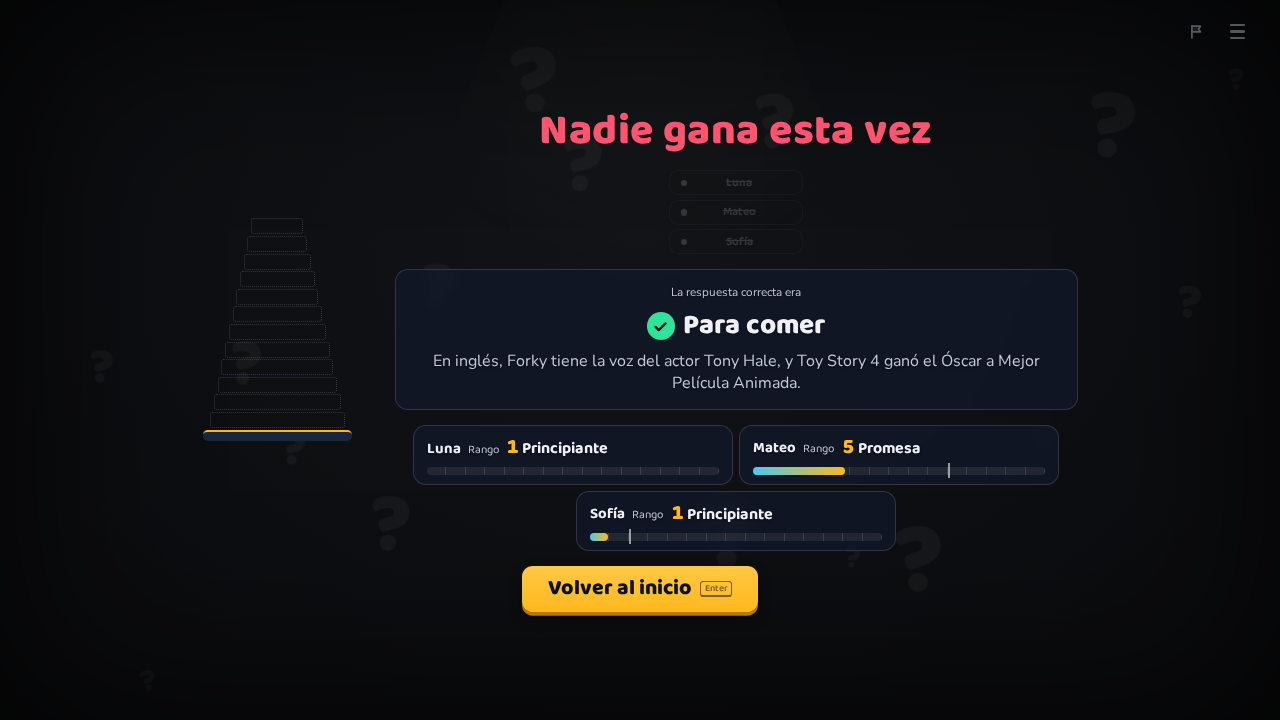 Nadie gana esta vez
Luna
Mateo
Sofía
La respuesta correcta era
Para comer
En inglés, Forky tiene la voz del actor Tony Hale, y Toy Story 4 ganó el Óscar a Mejor
Película Animada.
Luna Rango 1 Principiante
Mateo Rango 5 Promesa
Sofía Rango 1 Principiante
Volver al inicio Enter